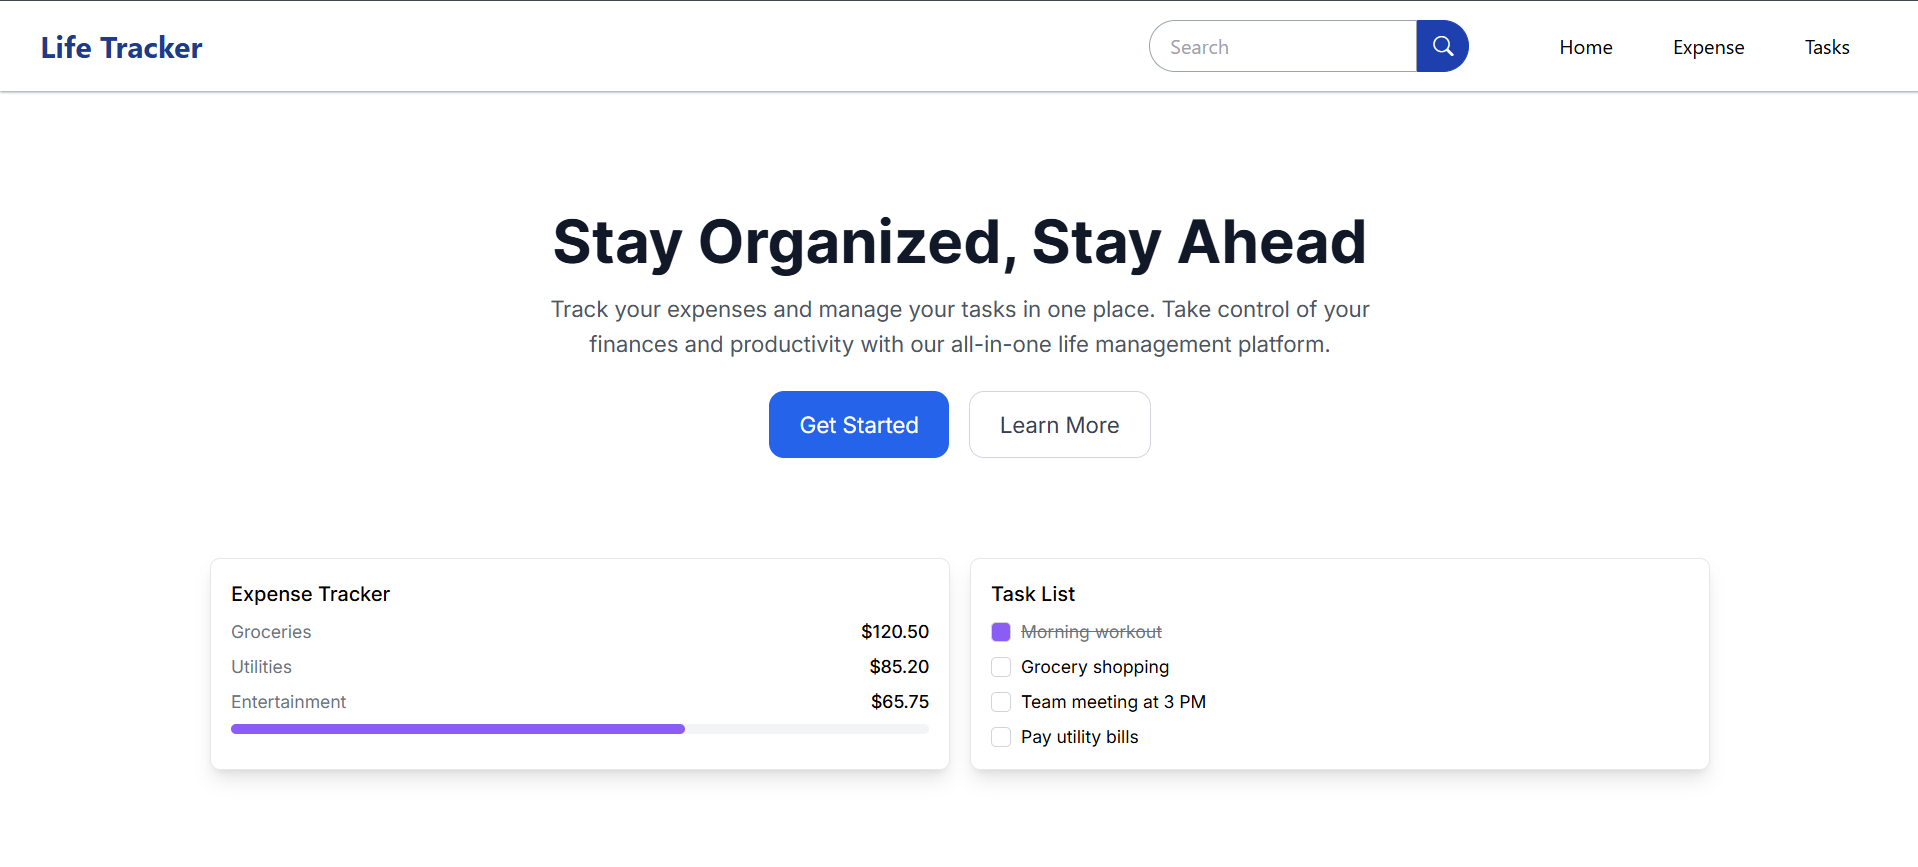 Life Tracker
Search
Home
Expense
Tasks
Stay Organized, Stay Ahead
Track your expenses and manage your tasks in one place. Take control of your
finances and productivity with our all-in-one life management platform.
Get Started
Learn More
Expense Tracker
Groceries $120.50
Utilities $85.20
Entertainment $65.75
Task List
Morning workout
Grocery shopping
Team meeting at 3 PM
Pay utility bills